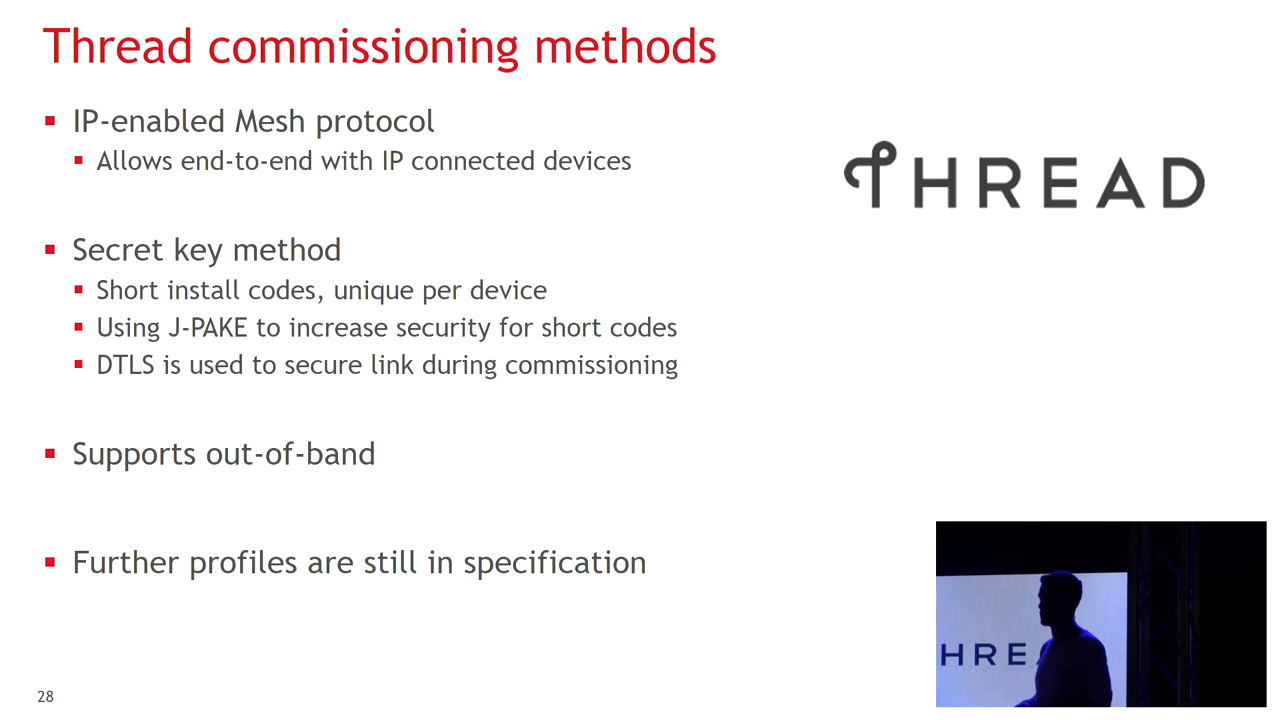 Thread commissioning methods
IP-enabled Mesh protocol
Allows end-to-end with IP connected devices
THREAD
Secret key method
Short install codes, unique per device
Using J-PAKE to increase security for short codes
DTLS is used to secure link during commissioning
Supports out-of-band
Further profiles are still in specification
HRE
28